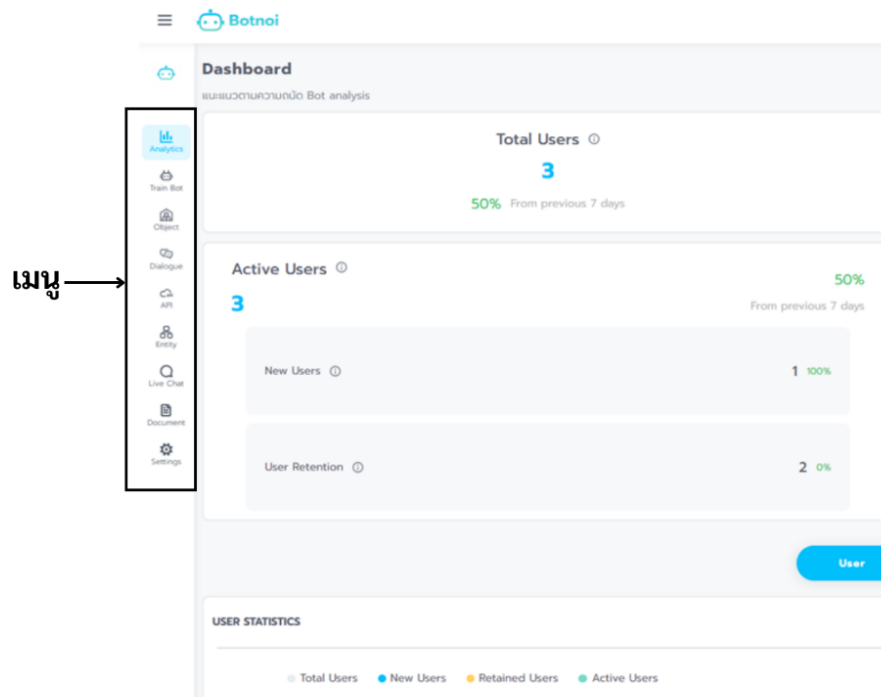 Botnoi
Dashboard
แนะแนวตามความถนัด Bot analysis
Analytics
Train Bot
Object
Dialogue
API
Entity
Live Chat
Document
Settings
เมนู
Total Users
3
50% From previous 7 days
Active Users
3
50%
From previous 7 days
New Users
1 100%
User Retention
2 0%
User
USER STATISTICS
Total Users New Users Retained Users Active Users